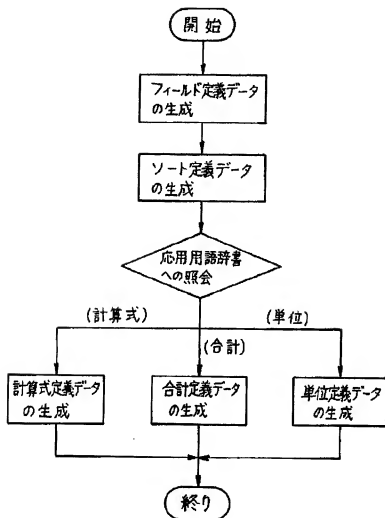 開始
フィールド定義データ
の生成
ソート定義データ
の生成
応用用語辞書
への照会
(計算式)
(合計)
(単位)
計算式定義データ
の生成
合計定義データ
の生成
単位定義データ
の生成
終り